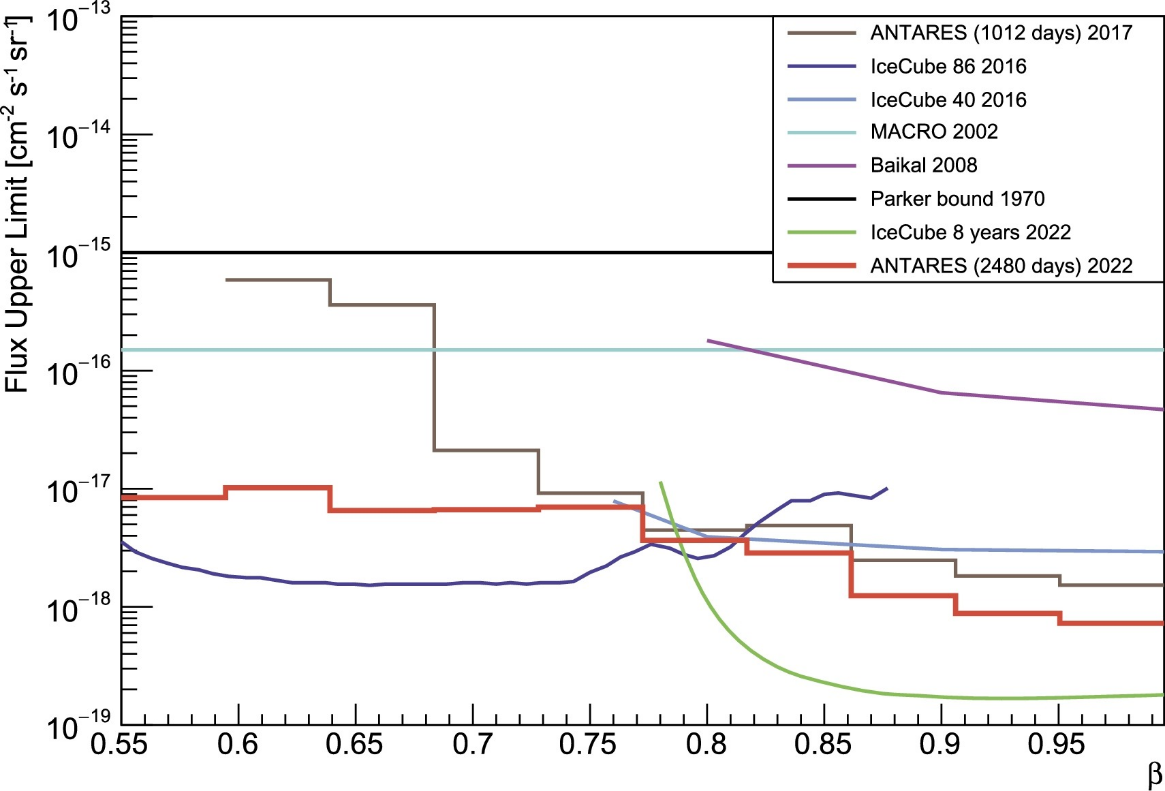 Flux Upper Limit [cm-2 s-1 sr-1]
10−13
10−14
10−15
10−16
10−17
10−18
10−19
ANTARES (1012 days) 2017
IceCube 86 2016
IceCube 40 2016
MACRO 2002
Baikal 2008
Parker bound 1970
IceCube 8 years 2022
ANTARES (2480 days) 2022
0.55 0.6 0.65 0.7 0.75 0.8 0.85 0.9 0.95
β